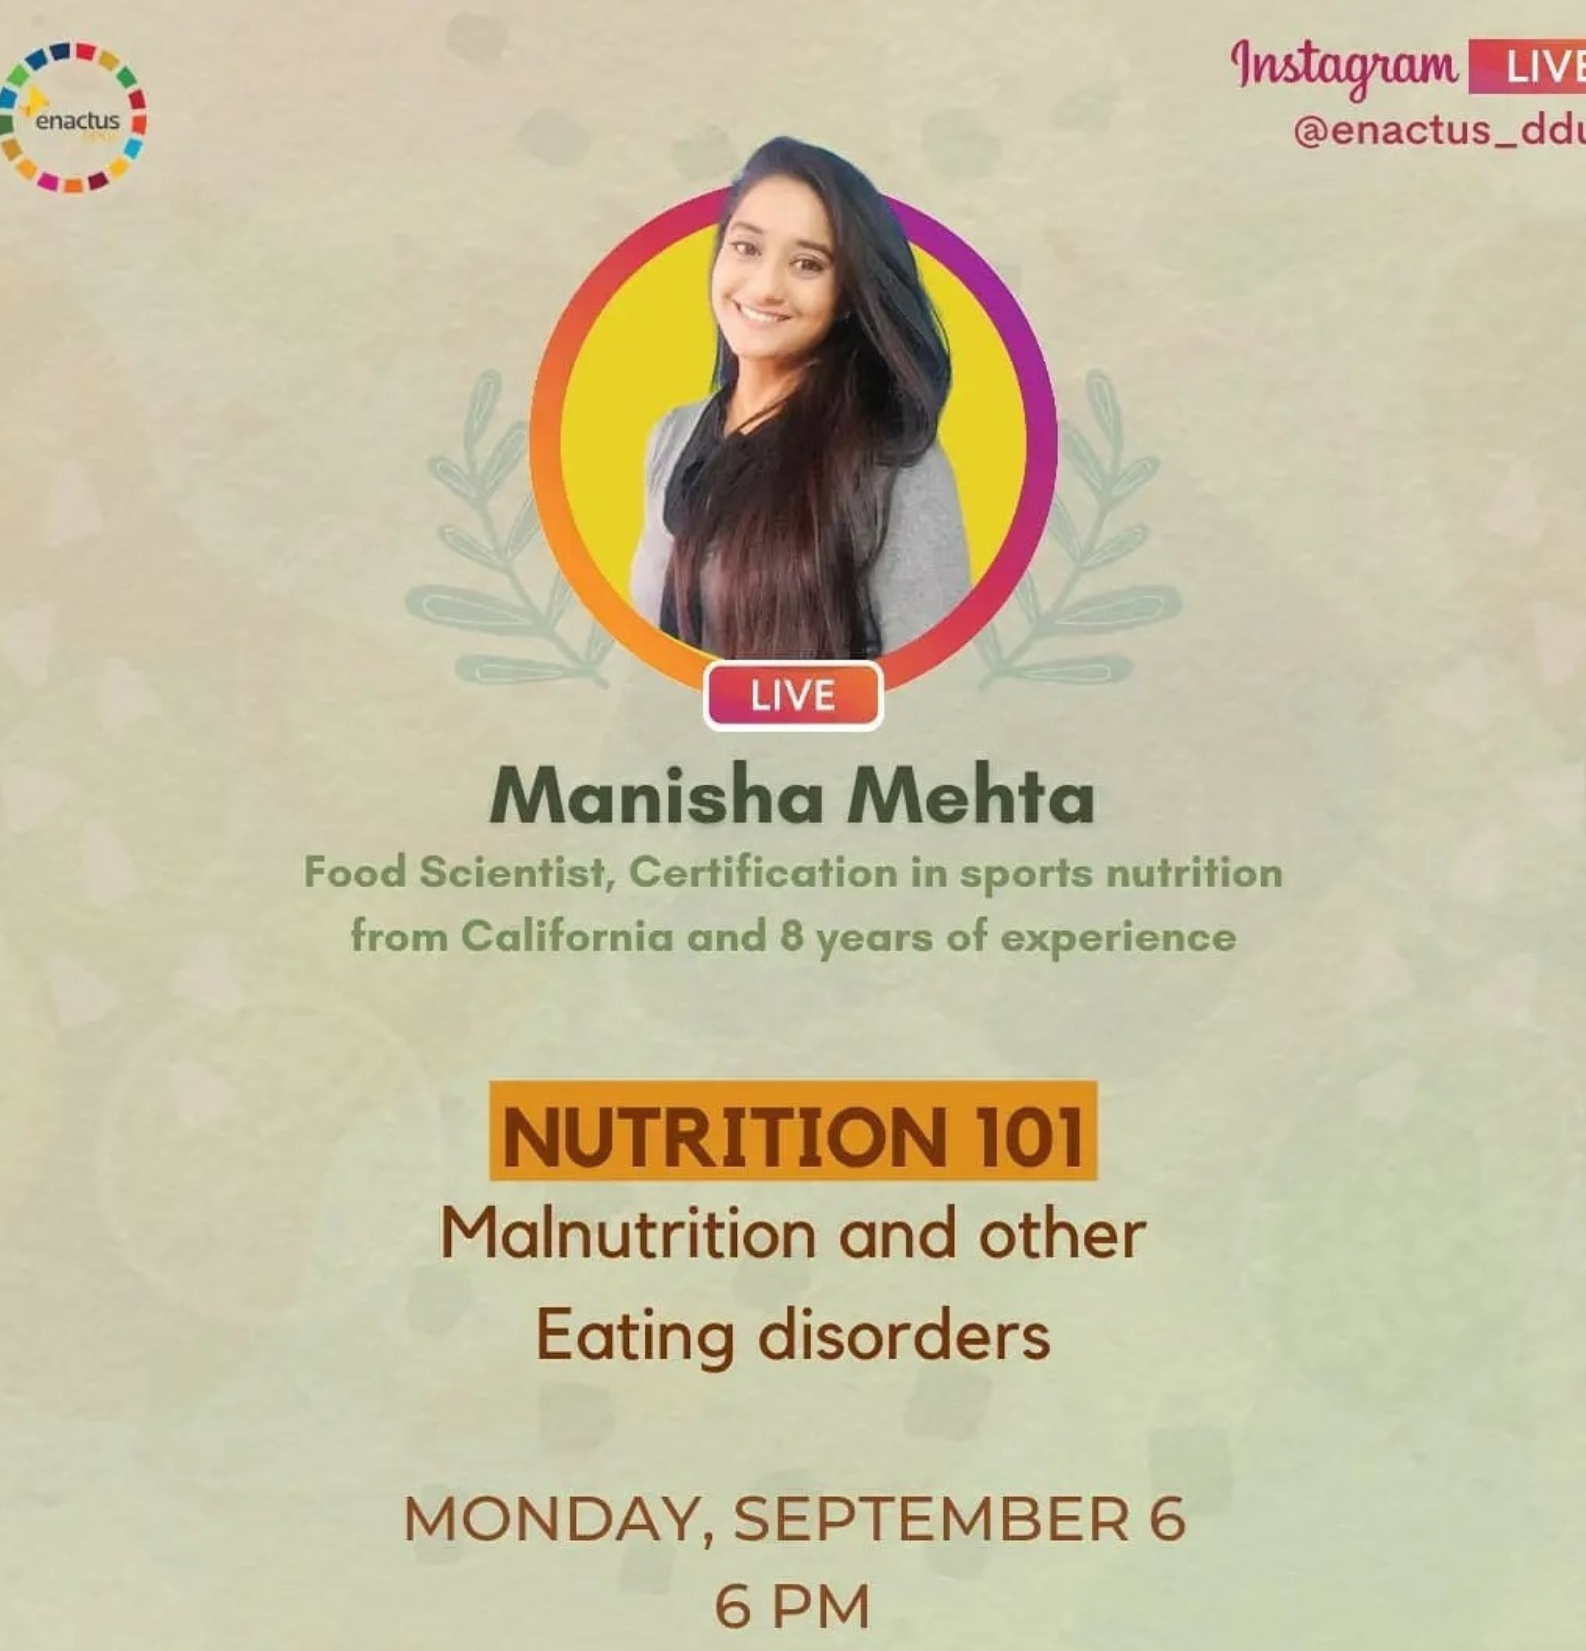 enactus
Instagram LIVE
@enactus_ddu
LIVE
Manisha Mehta
Food Scientist, Certification in sports nutrition
from California and 8 years of experience
NUTRITION 101
Malnutrition and other
Eating disorders
MONDAY, SEPTEMBER 6
6 PM